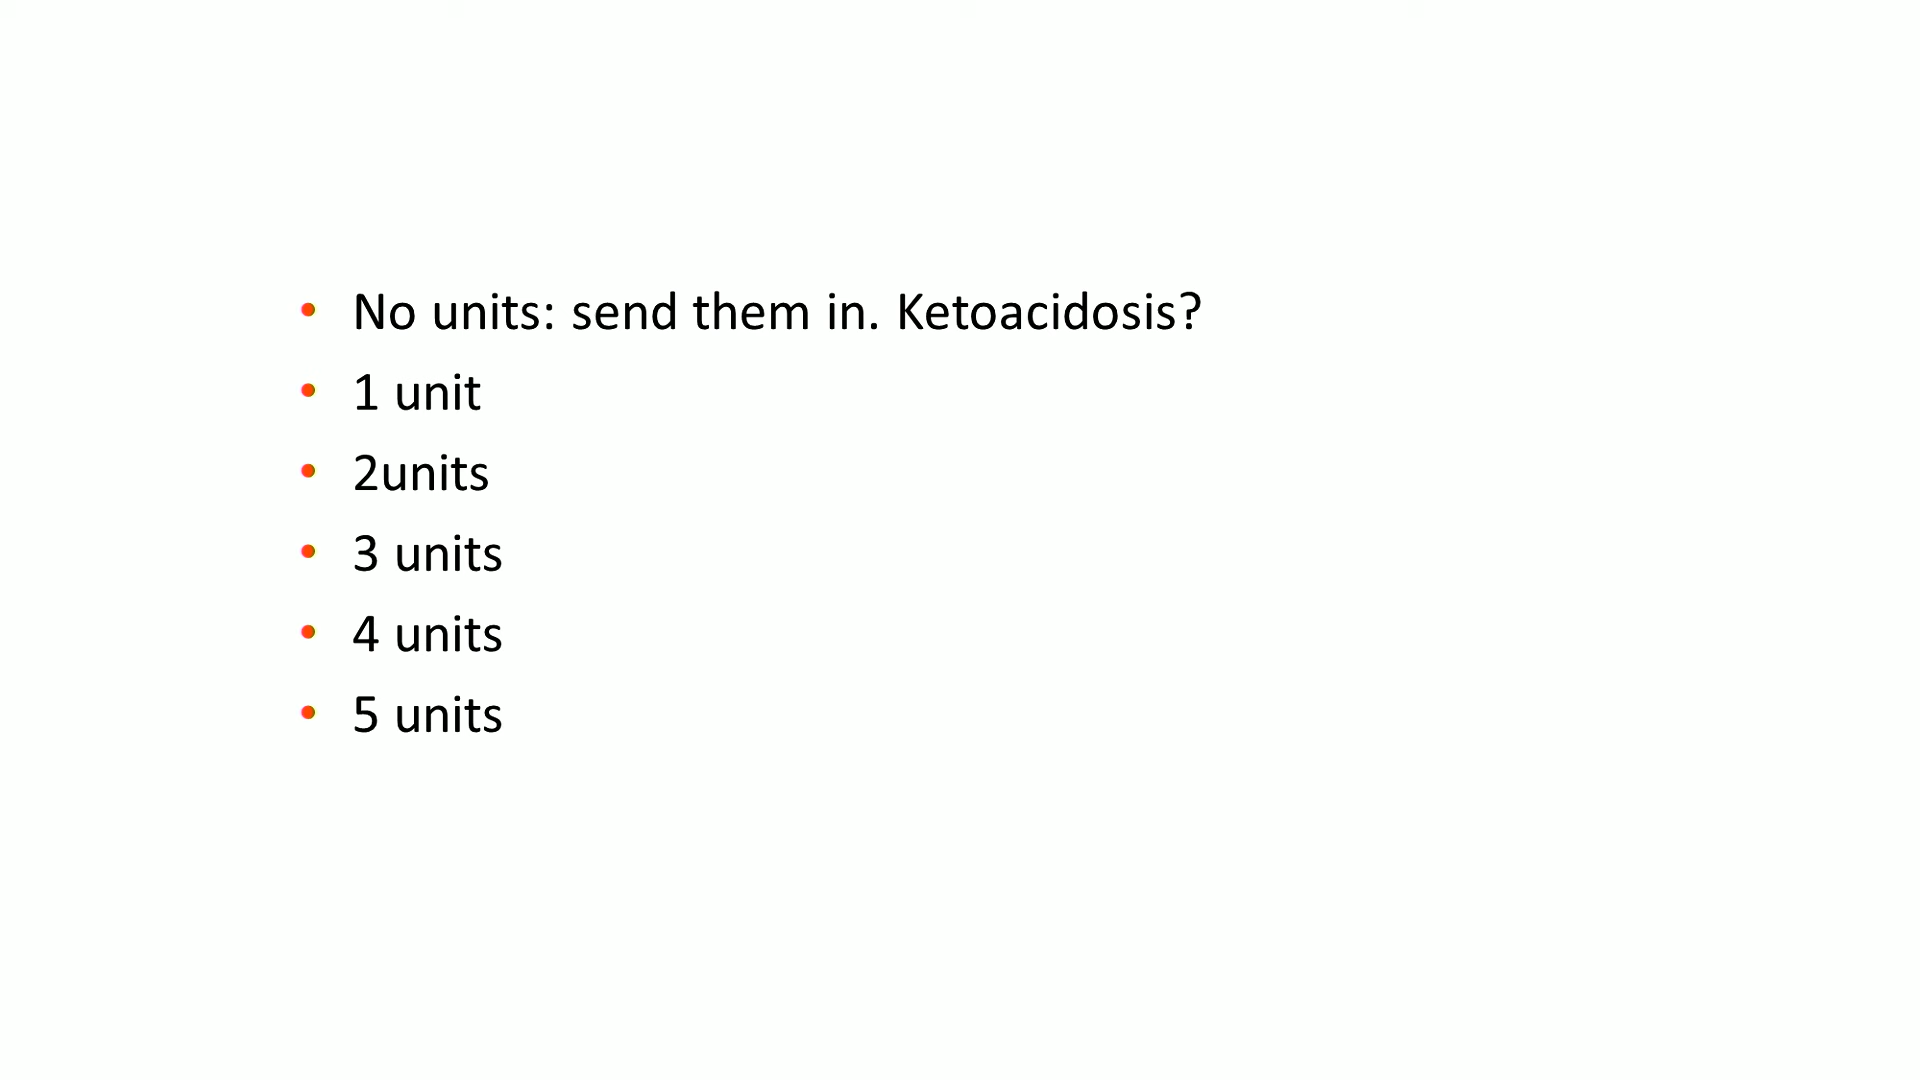 • No units: send them in. Ketoacidosis?
• 1 unit
• 2units
• 3 units
• 4 units
• 5 units